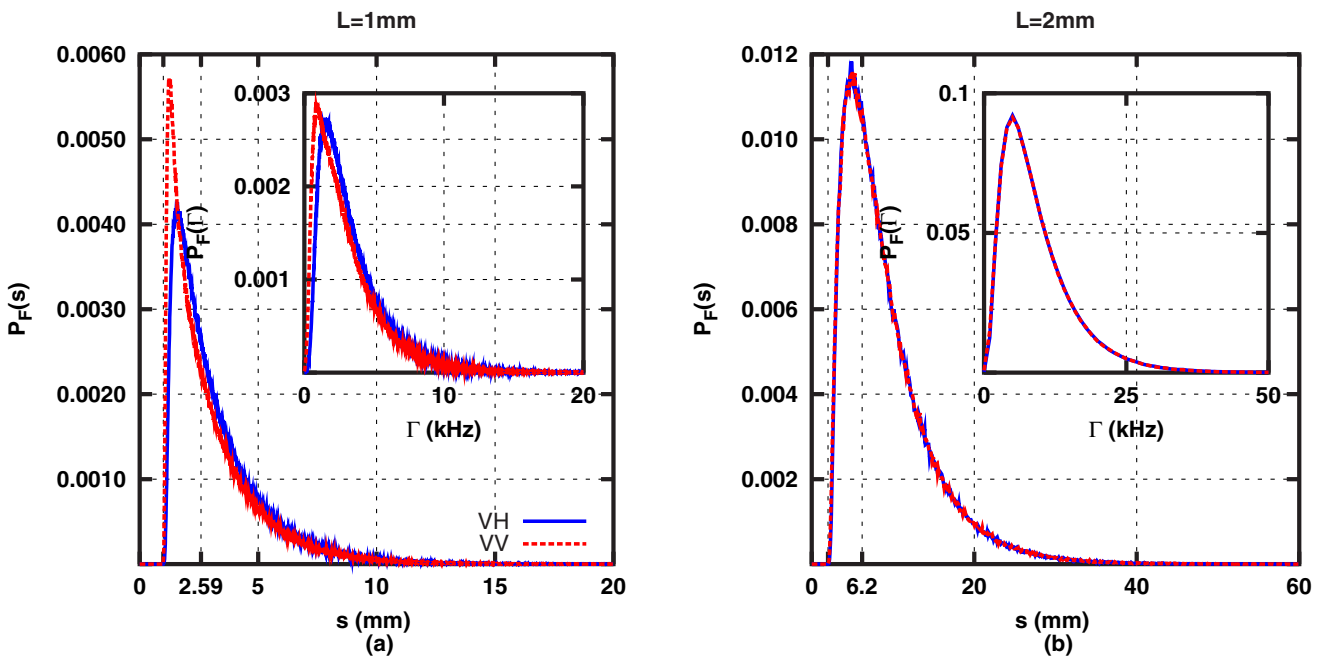 L=1mm
0.0060
0.0050
0.0040
0.0030
0.0020
0.0010
P_F(s)
0 2.59 5 10 15 20
s (mm)
(a)
0.003
0.002
0.001
P_F(Γ)
0 10 20
Γ (kHz)
VH
VV
L=2mm
0.012
0.010
0.008
0.006
0.004
0.002
P_F(s)
0 6.2 20 40 60
s (mm)
(b)
0.1
0.05
P_F(Γ)
0 25 50
Γ (kHz)